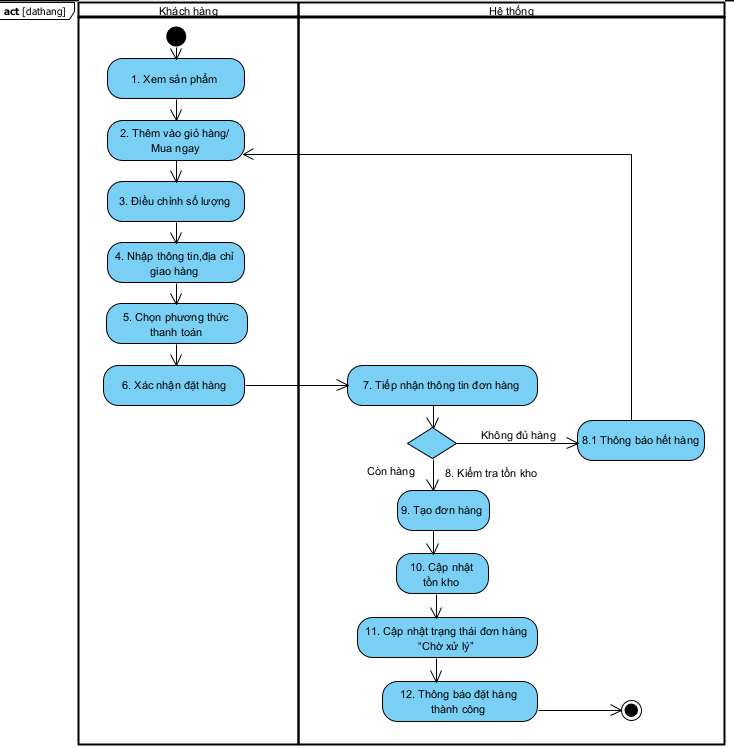 act [dathang]
Khách hàng
Hệ thống
1. Xem sản phẩm
2. Thêm vào giỏ hàng/
Mua ngay
3. Điều chỉnh số lượng
4. Nhập thông tin,địa chỉ
giao hàng
5. Chọn phương thức
thanh toán
6. Xác nhận đặt hàng
7. Tiếp nhận thông tin đơn hàng
Không đủ hàng
8.1 Thông báo hết hàng
Còn hàng
8. Kiểm tra tồn kho
9. Tạo đơn hàng
10. Cập nhật
tồn kho
11. Cập nhật trạng thái đơn hàng
“Chờ xử lý”
12. Thông báo đặt hàng
thành công